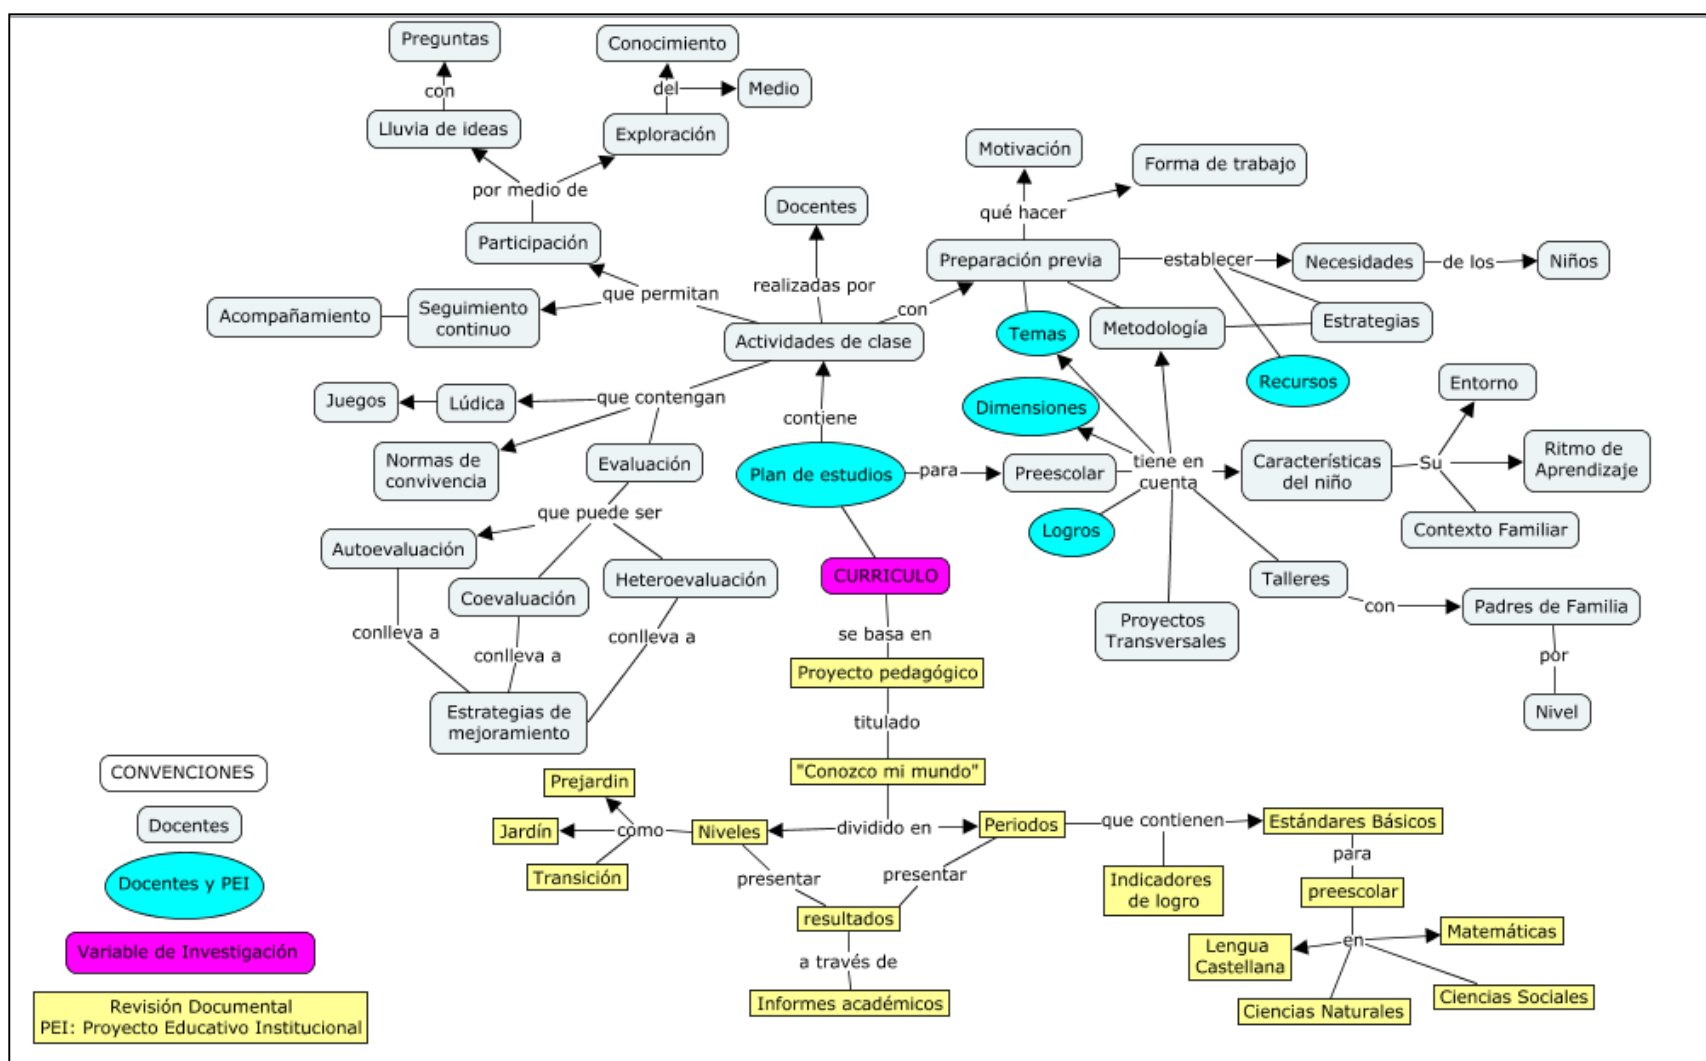 Preguntas
Conocimiento
con
del
Medio
Lluvia de ideas
Exploración
por medio de
Participación
Motivación
Forma de trabajo
qué hacer
Docentes
Preparación previa
establecer
Necesidades
de los
Niños
realizadas por
que permitan
Acompañamiento
Seguimiento
continuo
con
Actividades de clase
Temas
Metodología
Estrategias
Recursos
Entorno
Juegos
Lúdica
que contengan
contiene
Dimensiones
Normas de
convivencia
Evaluación
Plan de estudios
para
Preescolar
tiene en
cuenta
Características
del niño
Su
Ritmo de
Aprendizaje
Contexto Familiar
Logros
que puede ser
Autoevaluación
Coevaluación
Heteroevaluación
CURRICULO
Talleres
con
Padres de Familia
por
Nivel
Proyectos
Transversales
conlleva a
conlleva a
conlleva a
Estrategias de
mejoramiento
se basa en
Proyecto pedagógico
titulado
"Conozco mi mundo"
dividido en
Prejardin
Jardín
como
Niveles
Transición
Periodos
que contienen
Estándares Básicos
presentar
presentar
Indicadores
de logro
para
preescolar
resultados
en
Lengua
Castellana
Matemáticas
a través de
Informes académicos
Ciencias Naturales
Ciencias Sociales
CONVENCIONES
Docentes
Docentes y PEI
Variable de Investigación
Revisión Documental
PEI: Proyecto Educativo Institucional